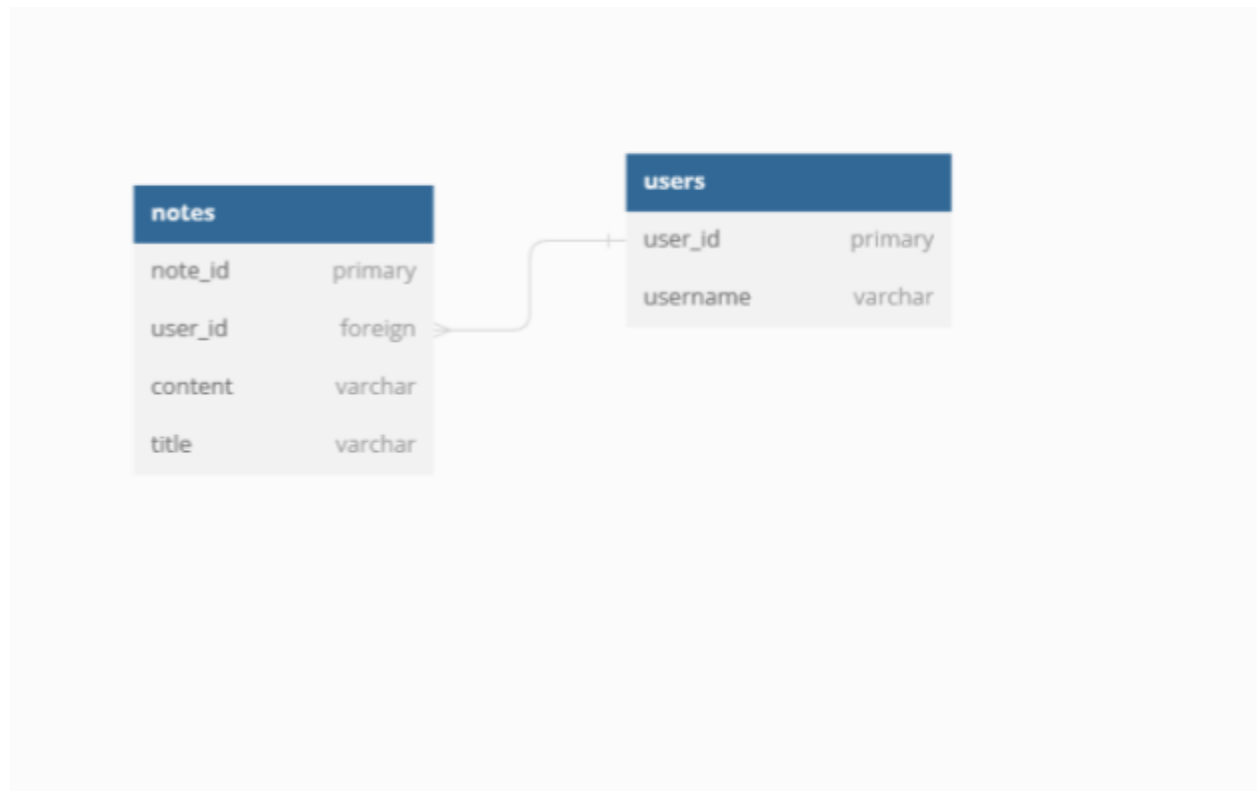 notes
note_id primary
user_id foreign
content varchar
title varchar
users
user_id primary
username varchar